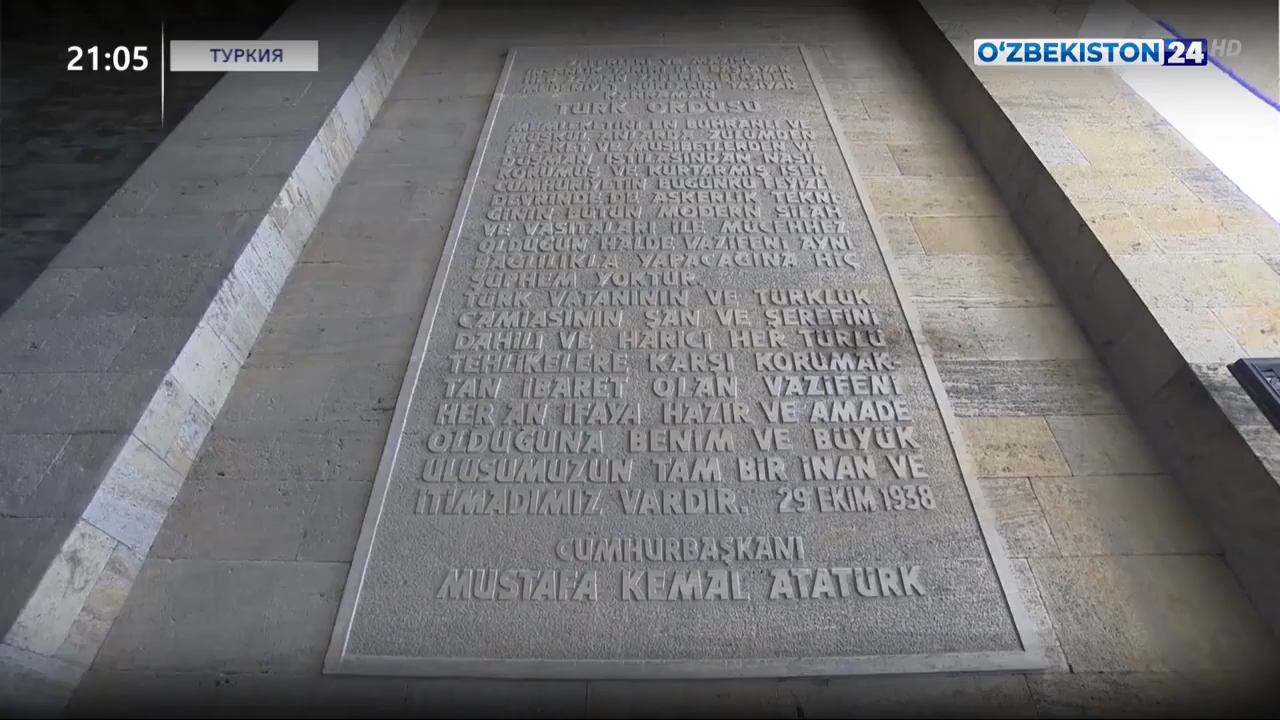 21:05
ТУРКИЯ
OʻZBEKISTON 24 HD
TÜRK ORDUSU
MEMLEKETİNİ EN BUHRANLI VE
ZULÜMDEN
FELAKET VE MUSİBETLERDEN VE
DÜŞMAN İSTİLASINDAN NASIL
KORUMUŞ VE KURTARMIŞ İSEN
CUMHURİYETİN BUGÜNKÜ FEYİZLİ
DEVRİNDE DE ASKERLİK TEKNİ-
ĞİNİN BÜTÜN MODERN SİLAH
VE VASITALARI İLE MÜCEHHEZ
OLDUĞUN HALDE VAZİFENİ AYNI
BAĞLILIKLA YAPACAĞINA HİÇ
ŞÜPHEM YOKTUR.
TÜRK VATANININ VE TÜRKLÜK
CAMİASININ ŞAN VE ŞEREFİNİ
DAHİLİ VE HARİCİ HER TÜRLÜ
TEHLİKELERE KARŞI KORUMAK-
TAN İBARET OLAN VAZİFENİ
HER AN İFAYA HAZIR VE AMADE
OLDUĞUNA BENİM VE BÜYÜK
ULUSUMUZUN TAM BİR İNAN VE
İTİMADIMIZ VARDIR. 29 EKİM 1938
CUMHURBAŞKANI
MUSTAFA KEMAL ATATÜRK